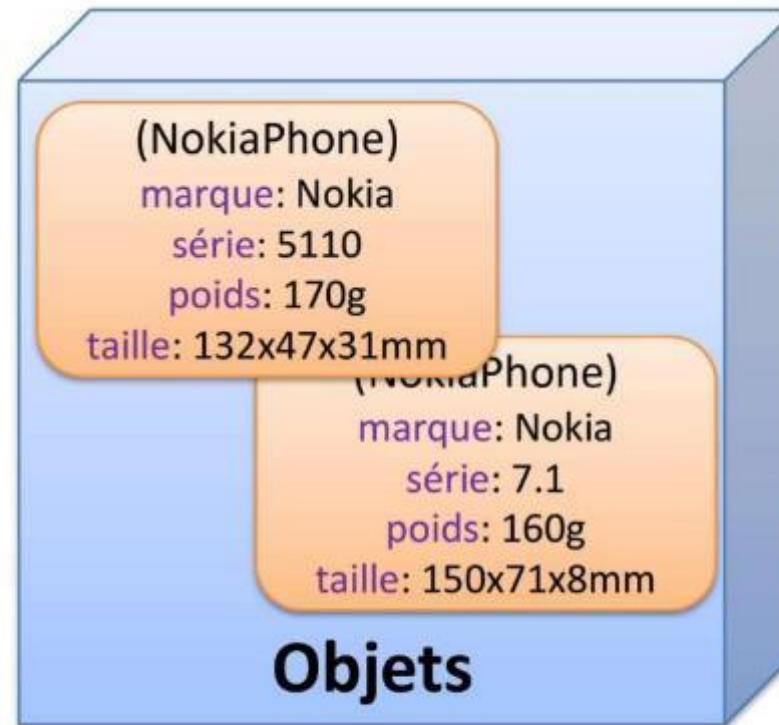 (NokiaPhone)
marque: Nokia
série: 5110
poids: 170g
taille: 132x47x31mm
(NokiaPhone)
marque: Nokia
série: 7.1
poids: 160g
taille: 150x71x8mm
Objets